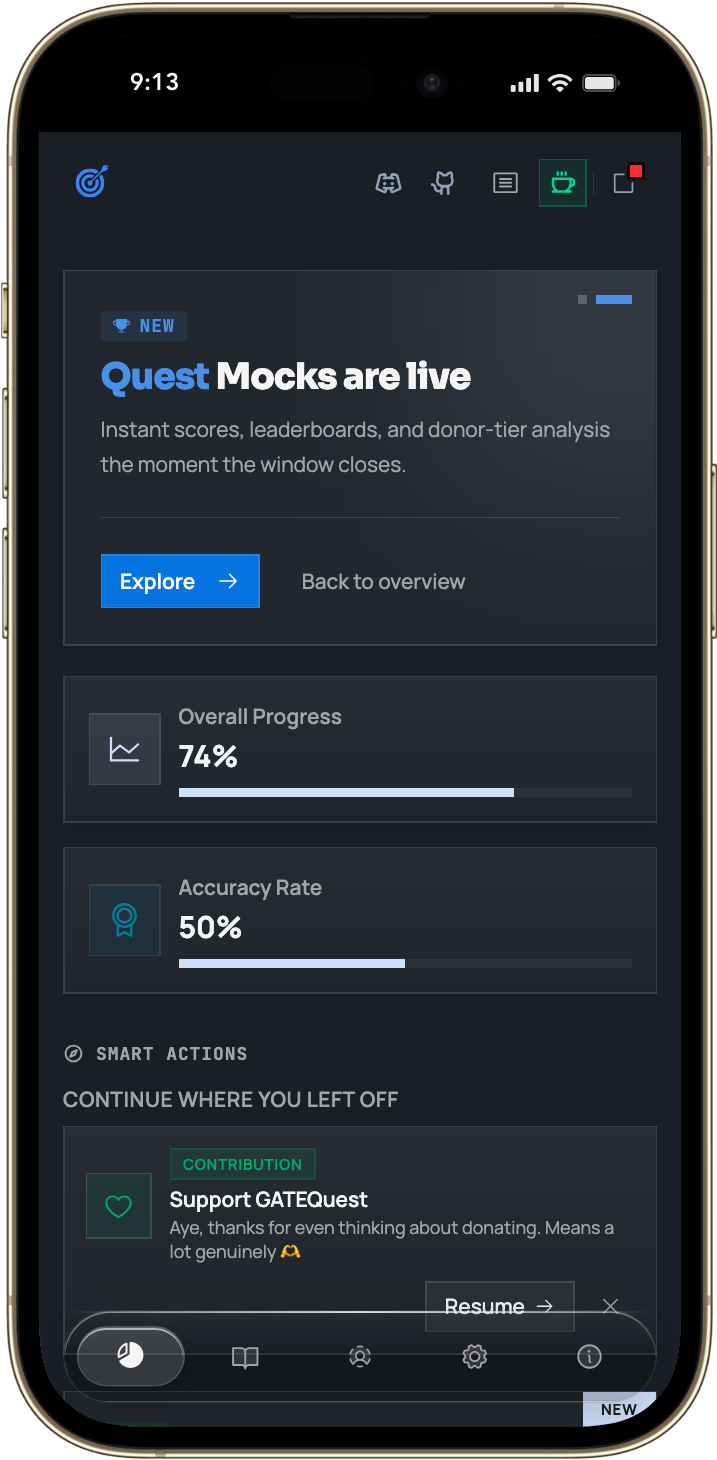 9:13
NEW
Quest Mocks are live
Instant scores, leaderboards, and donor-tier analysis
the moment the window closes.
Explore →
Back to overview
Overall Progress
74%
Accuracy Rate
50%
SMART ACTIONS
CONTINUE WHERE YOU LEFT OFF
CONTRIBUTION
Support GATEQuest
Aye, thanks for even thinking about donating. Means a
lot genuinely 🫶
Resume →
NEW